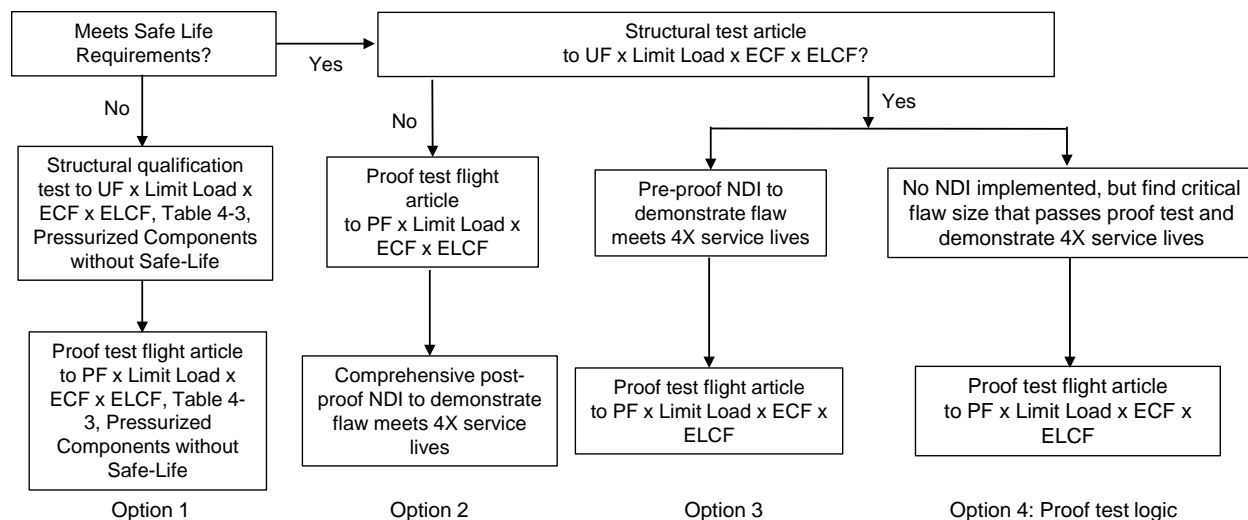 Meets Safe Life
Requirements?
Yes
Structural test article
to UF x Limit Load x ECF x ELCF?
No
No
Yes
Structural qualification
test to UF x Limit Load x
ECF x ELCF, Table 4-3,
Pressurized Components
without Safe-Life
Proof test flight
article
to PF x Limit Load x
ECF x ELCF
Pre-proof NDI to
demonstrate flaw
meets 4X service lives
No NDI implemented, but find critical
flaw size that passes proof test and
demonstrate 4X service lives
Proof test flight article
to PF x Limit Load x
ECF x ELCF, Table 4-
3, Pressurized
Components without
Safe-Life
Comprehensive post-
proof NDI to demonstrate
flaw meets 4X service
lives
Proof test flight article
to PF x Limit Load x ECF x
ELCF
Proof test flight article
to PF x Limit Load x ECF x
ELCF
Option 1
Option 2
Option 3
Option 4: Proof test logic